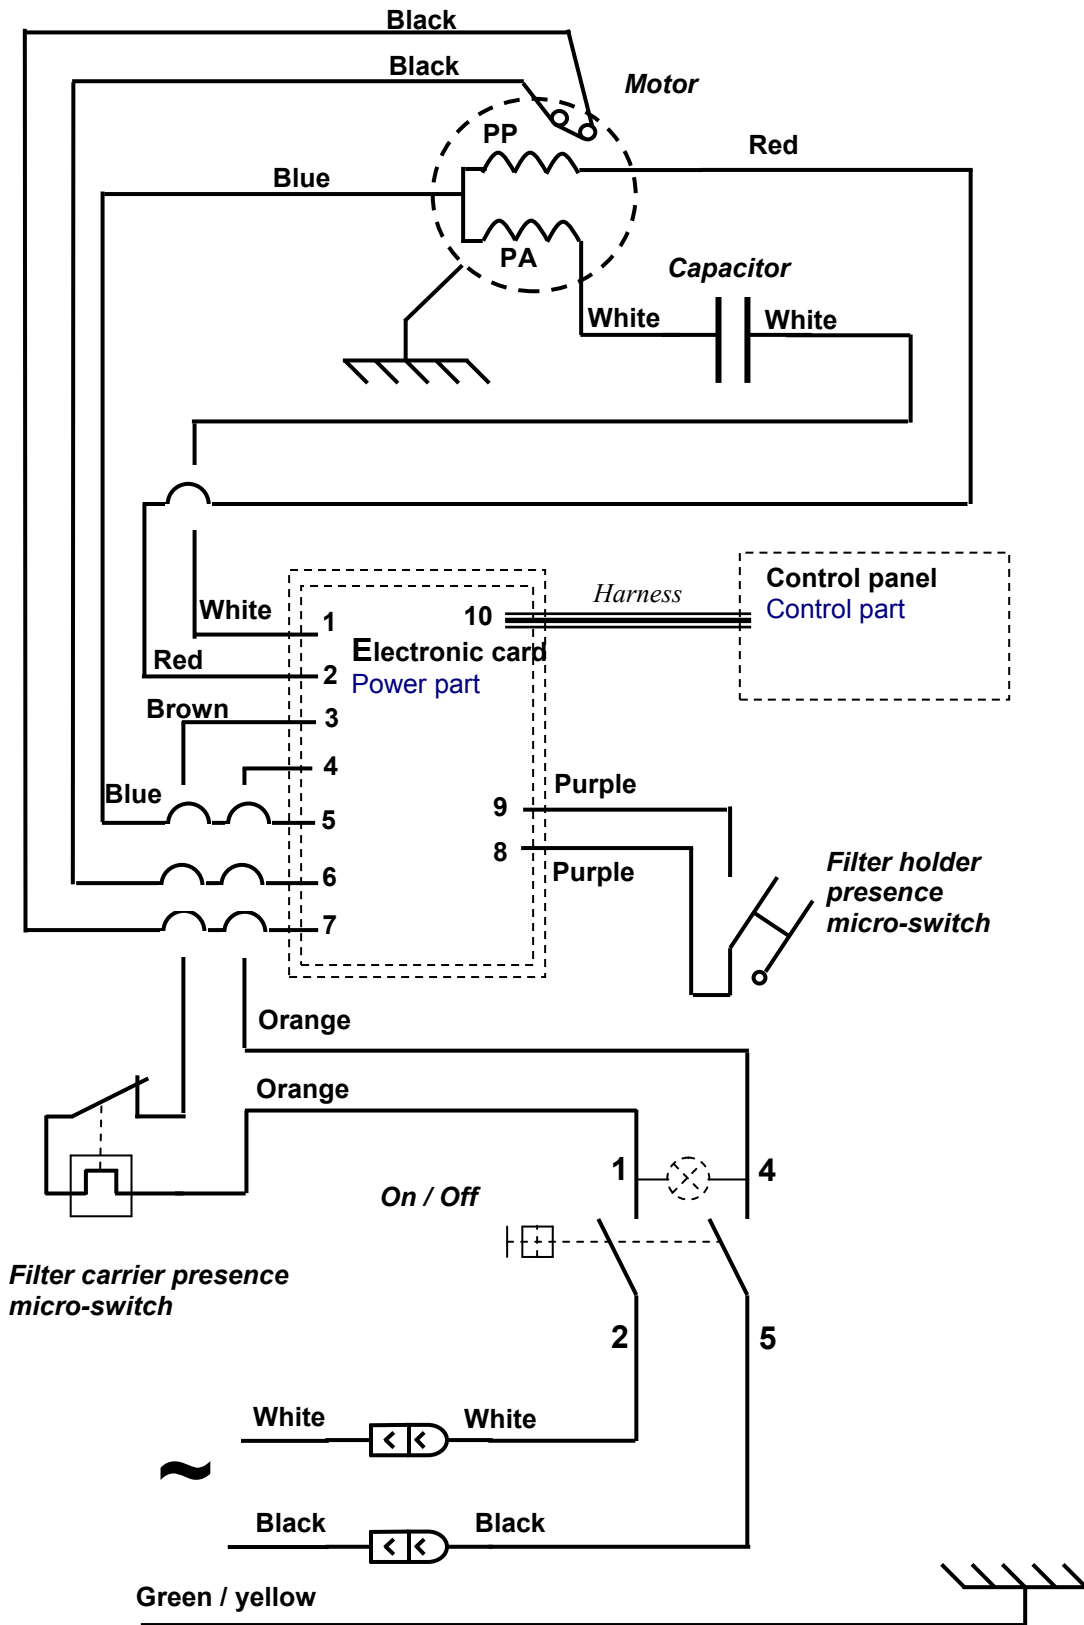 Black
Black
Motor
PP
Red
Blue
PA
Capacitor
White
White
Harness
Control panel
Control part
White
1
10
Electronic card
Red
2
Power part
Brown
3
4
Blue
5
9
Purple
8
Purple
6
7
Filter holder
presence
micro-switch
Orange
Orange
1
4
On / Off
Filter carrier presence
micro-switch
2
5
White
White
~
Black
Black
Green / yellow